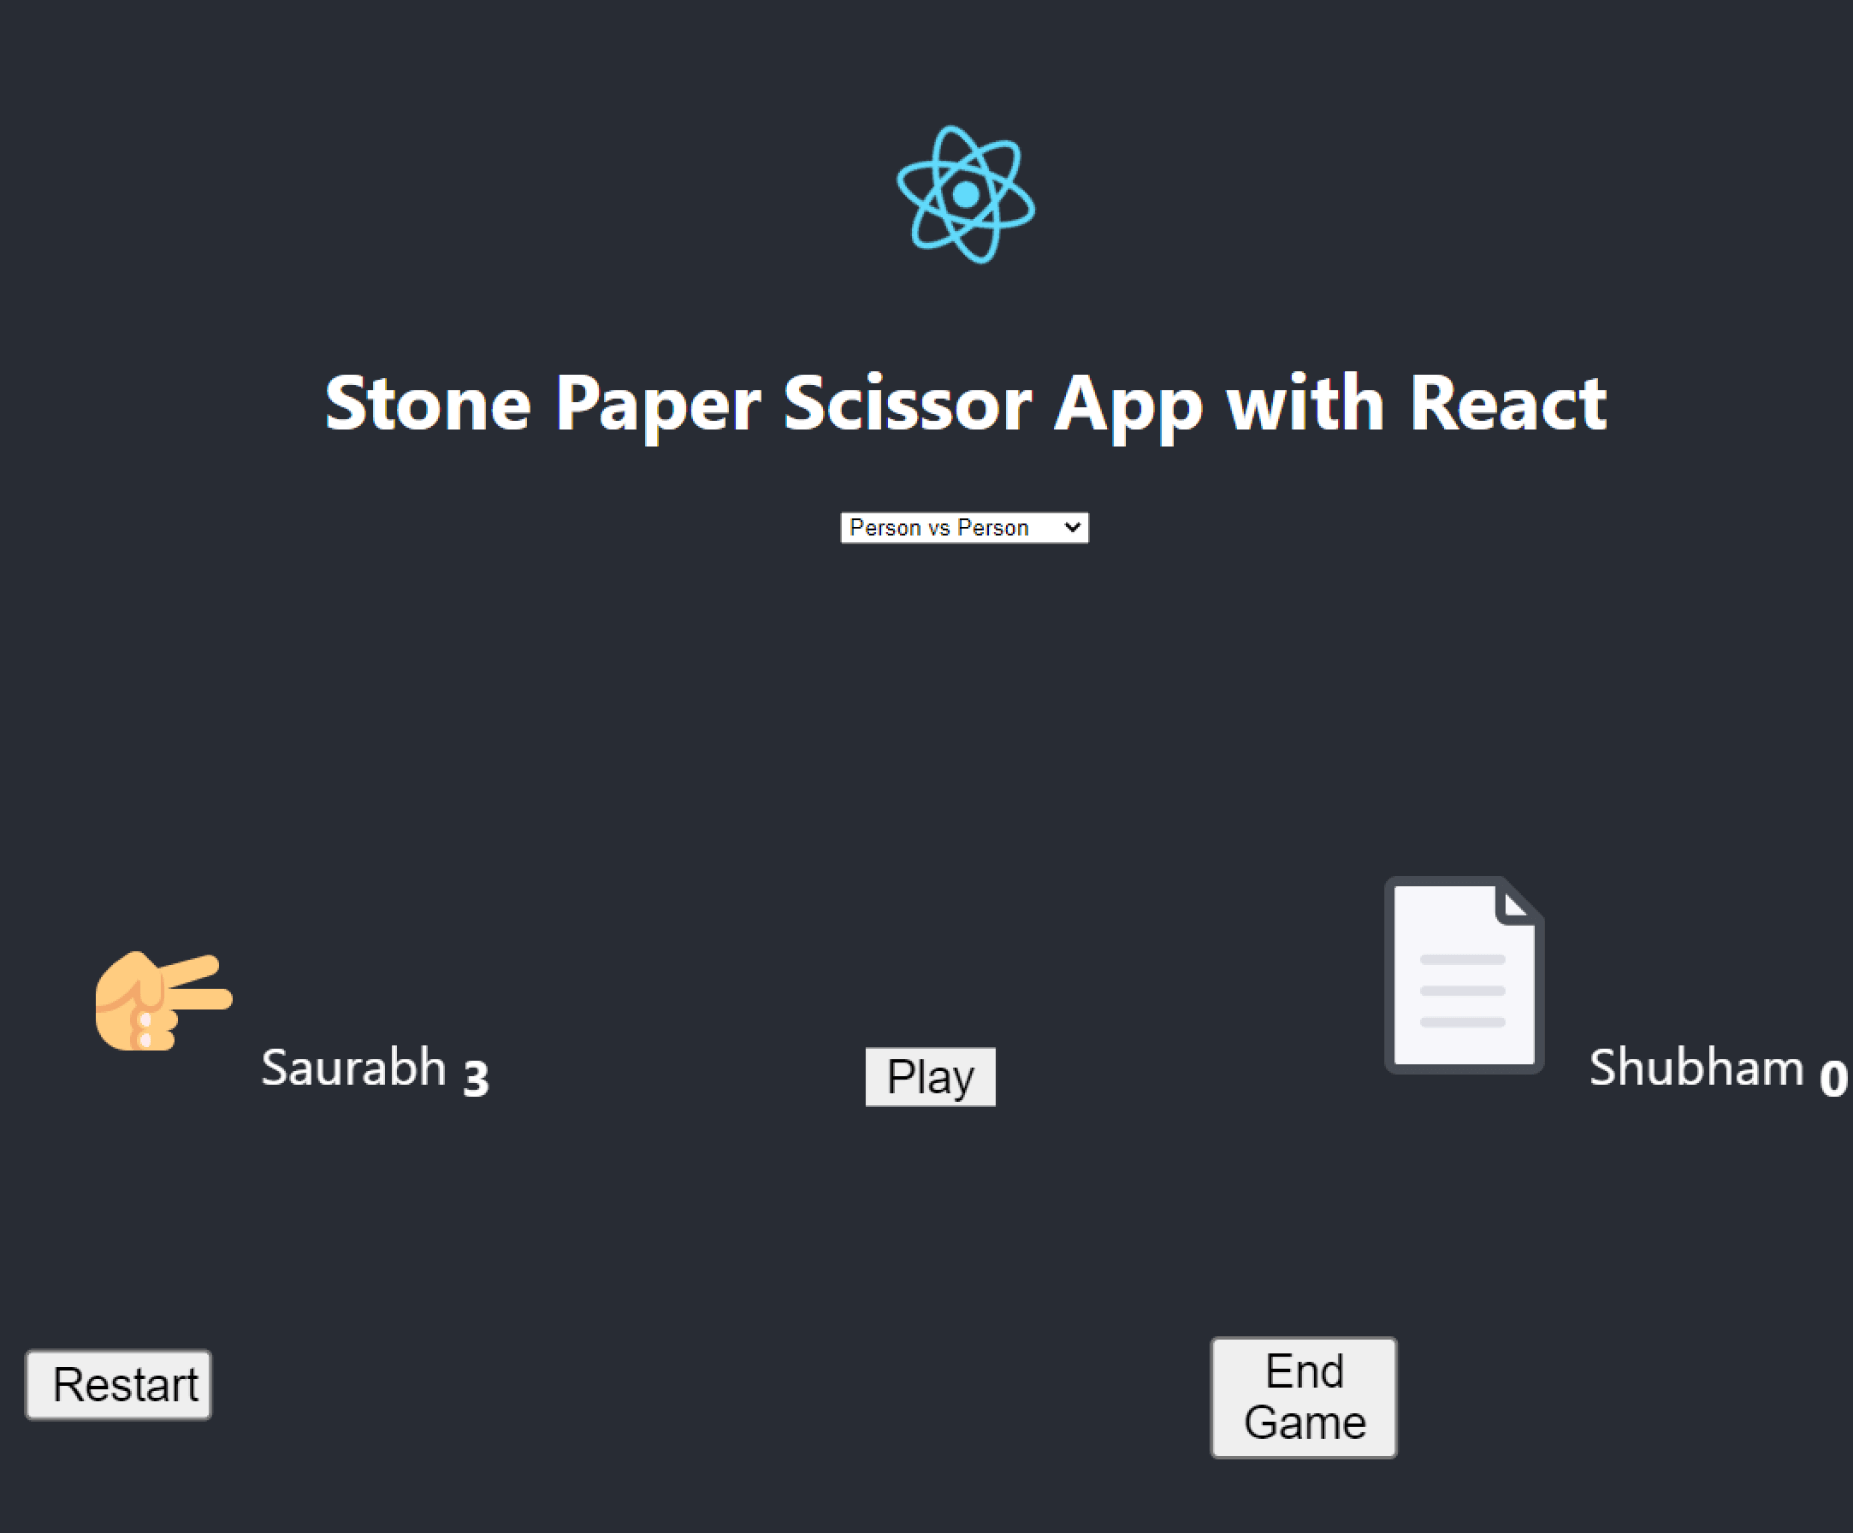 Stone Paper Scissor App with React
Person vs Person
Saurabh 3
Play
Shubham 0
Restart
End
Game